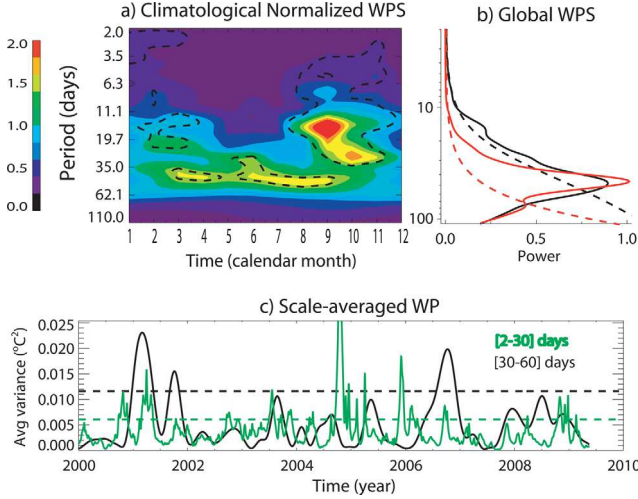 a) Climatological Normalized WPS
b) Global WPS
2.0
1.5
1.0
0.5
0.0
Period (days)
2.0
3.5
6.3
11.1
19.7
35.0
62.1
110.0
1 2 3 4 5 6 7 8 9 10 11 12
Time (calendar month)
10
100
0.0 0.5 1.0
Power
c) Scale-averaged WP
Avg variance (°C²)
0.025
0.020
0.015
0.010
0.005
0.000
[2-30] days
[30-60] days
2000 2002 2004 2006 2008 2010
Time (year)